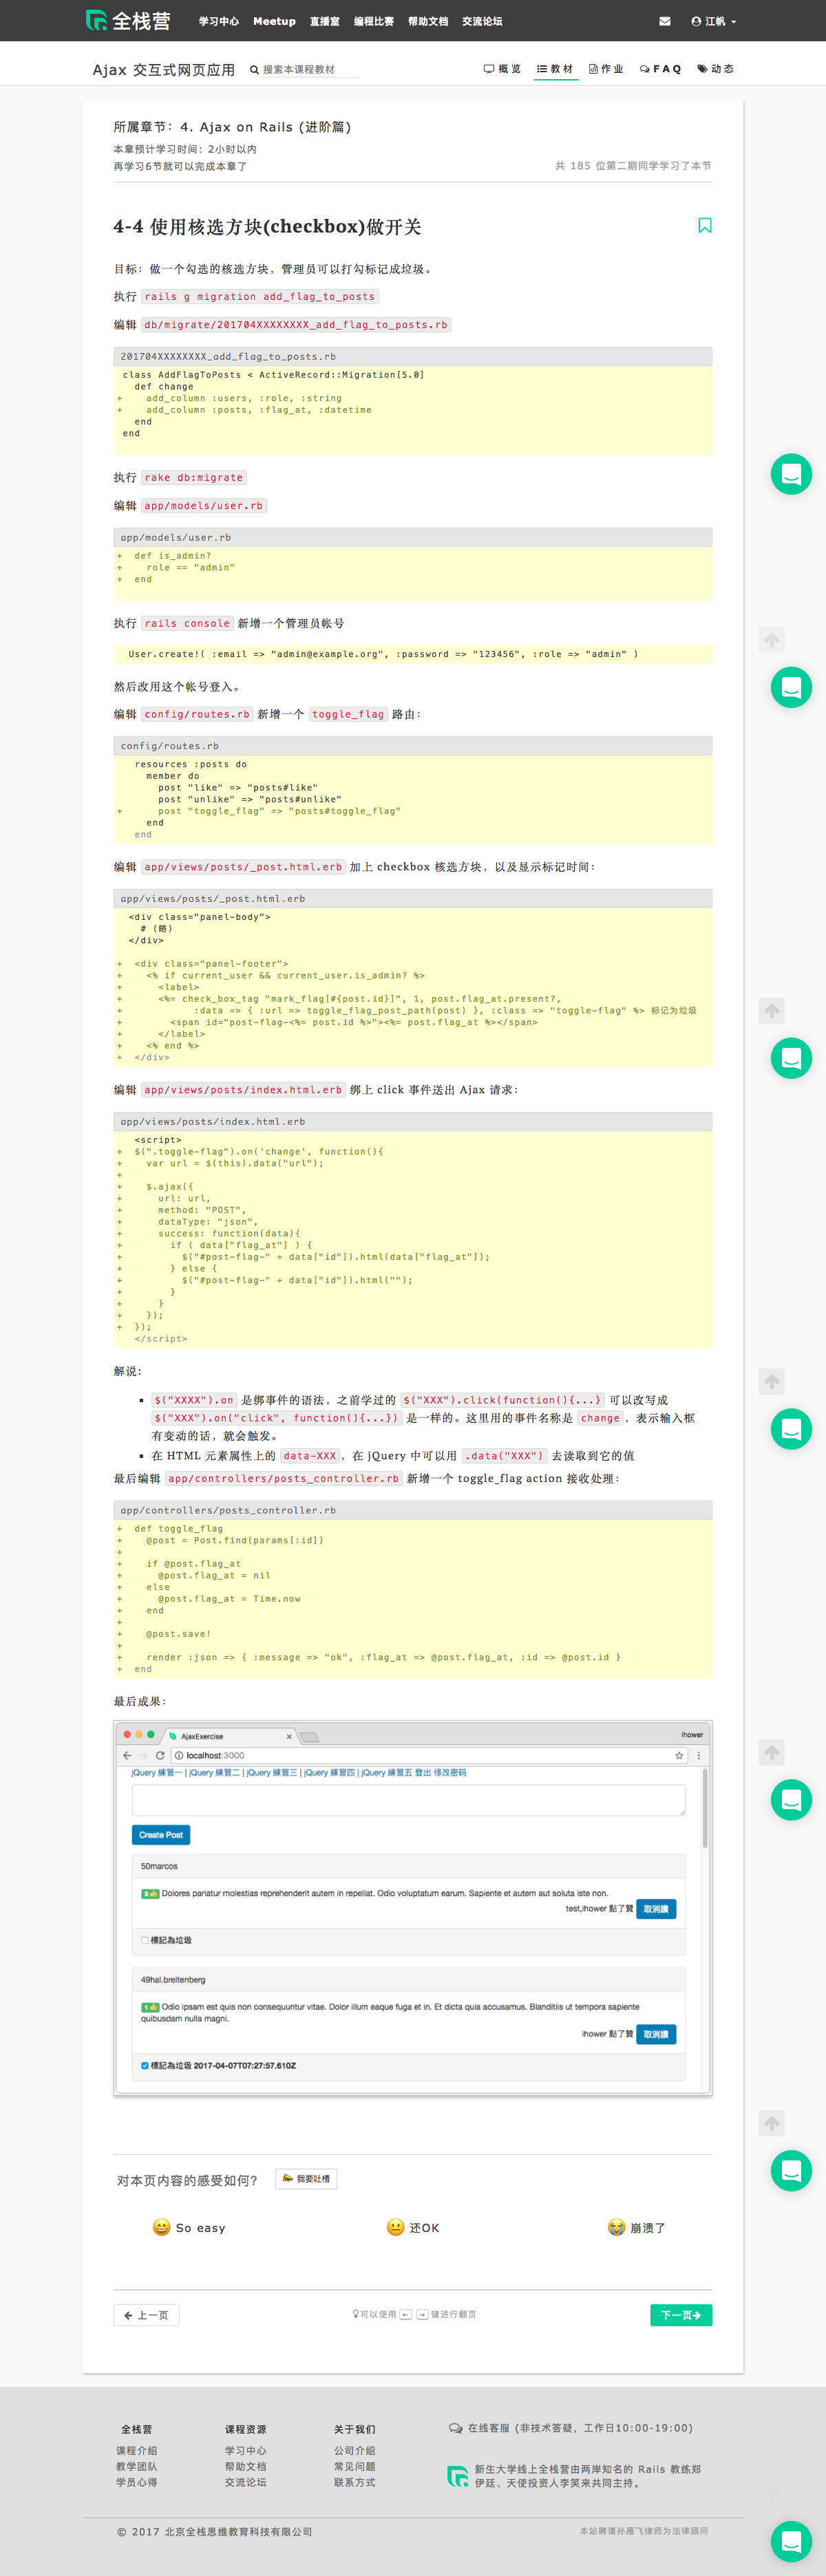 全栈营 学习中心 Meetup 直播室 编程比赛 帮助文档 交流论坛 江帆
Ajax 交互式网页应用 搜索本课程教材 概览 教材 作业 FAQ 动态
所属章节：4. Ajax on Rails (进阶篇)
本章预计学习时间：2小时以内
再学习6节就可以完成本章了 共 185 位第二期同学学习了本节
4-4 使用核选方块(checkbox)做开关
目标：做一个勾选的核选方块，管理员可以打勾标记成垃圾。
执行 rails g migration add_flag_to_posts
编辑 db/migrate/201704XXXXXXXX_add_flag_to_posts.rb
201704XXXXXXXX_add_flag_to_posts.rb
class AddFlagToPosts < ActiveRecord::Migration[5.0]
  def change
+    add_column :users, :role, :string
+    add_column :posts, :flag_at, :datetime
  end
end
执行 rake db:migrate
编辑 app/models/user.rb
app/models/user.rb
+  def is_admin?
+    role == "admin"
+  end
执行 rails console 新增一个管理员帐号
User.create!( :email => "admin@example.org", :password => "123456", :role => "admin" )
然后改用这个帐号登入。
编辑 config/routes.rb 新增一个 toggle_flag 路由：
config/routes.rb
   resources :posts do
     member do
       post "like" => "posts#like"
       post "unlike" => "posts#unlike"
+      post "toggle_flag" => "posts#toggle_flag"
     end
   end
编辑 app/views/posts/_post.html.erb 加上 checkbox 核选方块，以及显示标记时间：
app/views/posts/_post.html.erb
  <div class="panel-body">
    # (略)
  </div>
+  <div class="panel-footer">
+    <% if current_user && current_user.is_admin? %>
+      <label>
+      <%= check_box_tag "mark_flag[#{post.id}]", 1, post.flag_at.present?,
+            :data => { :url => toggle_flag_post_path(post) }, :class => "toggle-flag" %> 标记为垃圾
+        <span id="post-flag-<%= post.id %>"><%= post.flag_at %></span>
+      </label>
+    <% end %>
+  </div>
编辑 app/views/posts/index.html.erb 绑上 click 事件送出 Ajax 请求：
app/views/posts/index.html.erb
   <script>
+  $(".toggle-flag").on('change', function(){
+    var url = $(this).data("url");
+
+    $.ajax({
+      url: url,
+      method: "POST",
+      dataType: "json",
+      success: function(data){
+        if ( data["flag_at"] ) {
+          $("#post-flag-" + data["id"]).html(data["flag_at"]);
+        } else {
+          $("#post-flag-" + data["id"]).html("");
+        }
+      }
+    });
+  });
   </script>
解说：
▪ $("XXXX").on 是绑事件的语法，之前学过的 $("XXX").click(function(){...} 可以改写成
$("XXX").on("click", function(){...}) 是一样的。这里用的事件名称是 change，表示输入框
有变动的话，就会触发。
▪ 在 HTML 元素属性上的 data-XXX，在 jQuery 中可以用 .data("XXX") 去读取到它的值
最后编辑 app/controllers/posts_controller.rb 新增一个 toggle_flag action 接收处理：
app/controllers/posts_controller.rb
+  def toggle_flag
+    @post = Post.find(params[:id])
+
+    if @post.flag_at
+      @post.flag_at = nil
+    else
+      @post.flag_at = Time.now
+    end
+
+    @post.save!
+
+    render :json => { :message => "ok", :flag_at => @post.flag_at, :id => @post.id }
+  end
最后成果：
AjaxExercise ihower
localhost:3000
jQuery 練習一 | jQuery 練習二 | jQuery 練習三 | jQuery 練習四 | jQuery 練習五 登出 修改密码
Create Post
50marcos
2👍 Dolores pariatur molestias reprehenderit autem in repellat. Odio voluptatum earum. Sapiente et autem aut soluta iste non.
test,ihower 點了贊 取消讚
標記為垃圾
49hal.breitenberg
1👍 Odio ipsam est quis non consequuntur vitae. Dolor illum eaque fuga et in. Et dicta quia accusamus. Blanditiis ut tempora sapiente
quibusdam nulla magni.
ihower 點了贊 取消讚
標記為垃圾 2017-04-07T07:27:57.610Z
对本页内容的感受如何? 我要吐槽
So easy 还OK 崩溃了
← 上一页 可以使用 ← → 键进行翻页 下一页→
全栈营 课程资源 关于我们 在线客服 (非技术答疑，工作日10:00-19:00)
课程介绍 学习中心 公司介绍
教学团队 帮助文档 常见问题 新生大学线上全栈营由两岸知名的 Rails 教练郑
学员心得 交流论坛 联系方式 伊廷、天使投资人李笑来共同主持。
© 2017 北京全栈思维教育科技有限公司 本站聘请孙雁飞律师为法律顾问